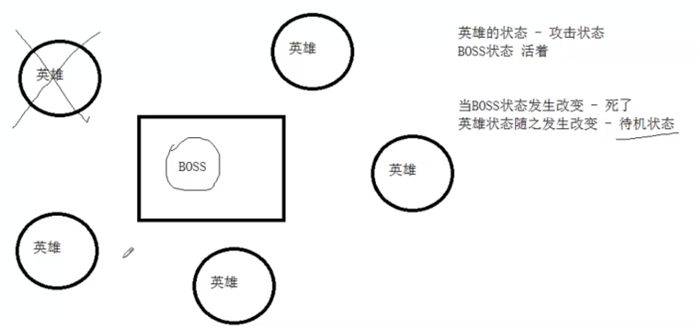 英雄
英雄
英雄的状态 - 攻击状态
BOSS状态 活着
当BOSS状态发生改变 - 死了
英雄状态随之发生改变 - 待机状态
BOSS
英雄
英雄
英雄